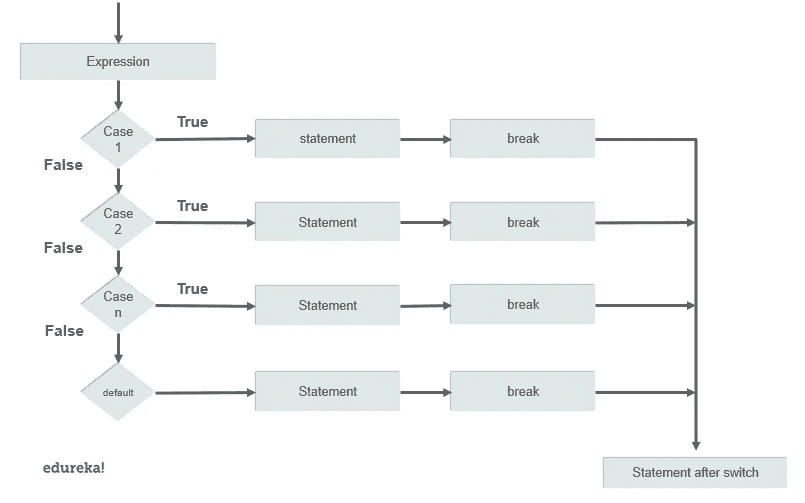 Expression
Case
1
True
statement
break
False
Case
2
True
Statement
break
False
Case
n
True
Statement
break
False
default
Statement
break
edureka!
Statement after switch